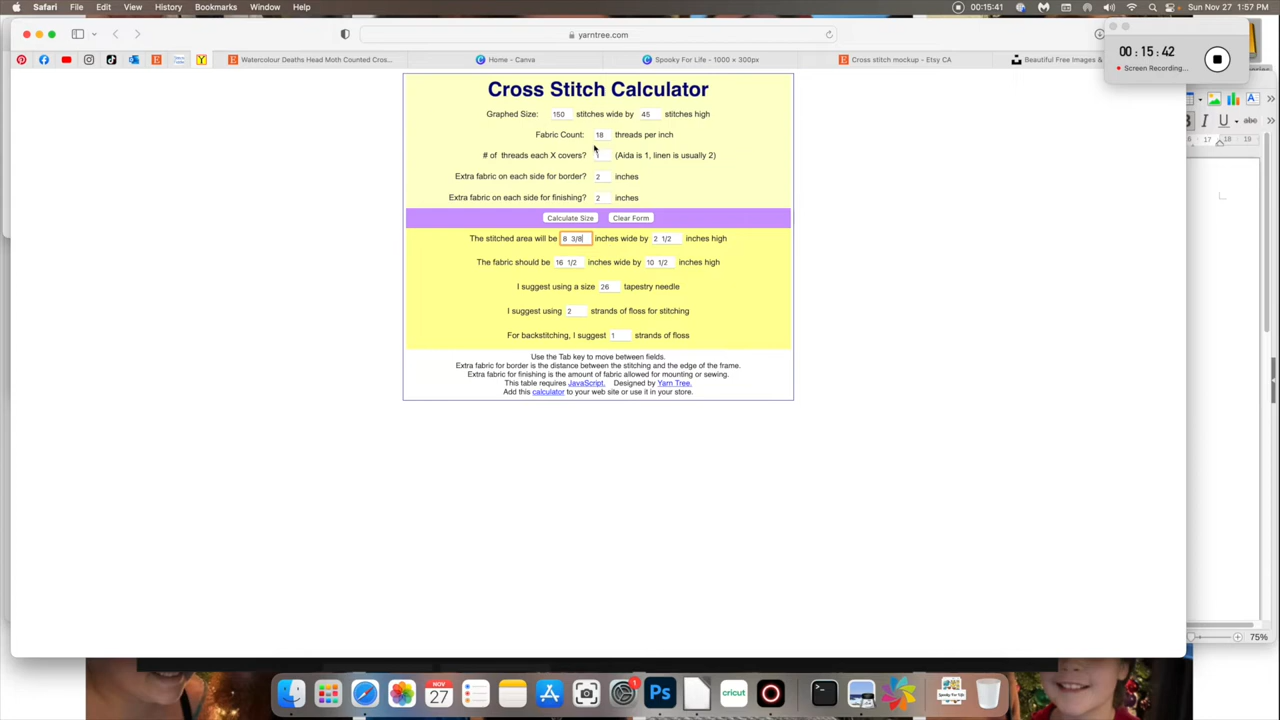 Safari File Edit View History Bookmarks Window Help 00:15:41 Sun Nov 27 1:57 PM
yarntree.com
00 : 15 : 42
Screen Recording...
Watercolour Deaths Head Moth Counted Cros... Home - Canva Spooky For Life - 1000 × 300px Cross stitch mockup - Etsy CA Beautiful Free Images &
Cross Stitch Calculator
Graphed Size: 150 stitches wide by 45 stitches high
Fabric Count: 18 threads per inch
# of threads each X covers? 1 (Aida is 1, linen is usually 2)
Extra fabric on each side for border? 2 inches
Extra fabric on each side for finishing? 2 inches
Calculate Size Clear Form
The stitched area will be 8 3/8 inches wide by 2 1/2 inches high
The fabric should be 16 1/2 inches wide by 10 1/2 inches high
I suggest using a size 26 tapestry needle
I suggest using 2 strands of floss for stitching
For backstitching, I suggest 1 strands of floss
Use the Tab key to move between fields.
Extra fabric for border is the distance between the stitching and the edge of the frame.
Extra fabric for finishing is the amount of fabric allowed for mounting or sewing.
This table requires JavaScript. Designed by Yarn Tree.
Add this calculator to your web site or use it in your store.
I U abc
17 18
75%
NOV
27
Ps
cricut